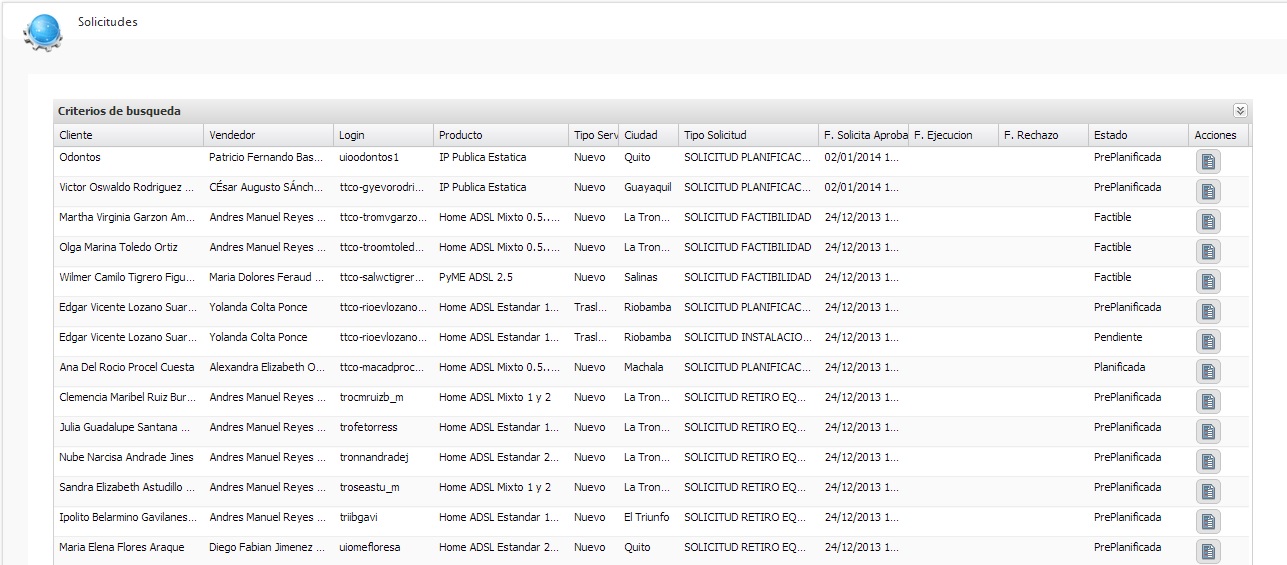 Solicitudes
Criterios de busqueda
Cliente Vendedor Login Producto Tipo Serv Ciudad Tipo Solicitud F. Solicita Aproba F. Ejecucion F. Rechazo Estado Acciones
Odontos Patricio Fernando Bas... uioodontos1 IP Publica Estatica Nuevo Quito SOLICITUD PLANIFICAC... 02/01/2014 1... PrePlanificada
Victor Oswaldo Rodriguez ... CÉsar Augusto SÁnch... ttco-gyevorodri... IP Publica Estatica Nuevo Guayaquil SOLICITUD PLANIFICAC... 02/01/2014 1... PrePlanificada
Martha Virginia Garzon Am... Andres Manuel Reyes ... ttco-tromvgarzo... Home ADSL Mixto 0.5.... Nuevo La Tron... SOLICITUD FACTIBILIDAD 24/12/2013 1... Factible
Olga Marina Toledo Ortiz Andres Manuel Reyes ... ttco-troomtoled... Home ADSL Mixto 0.5.... Nuevo La Tron... SOLICITUD FACTIBILIDAD 24/12/2013 1... Factible
Wilmer Camilo Tigrero Figu... Maria Dolores Feraud ... ttco-salwctigrer... PyME ADSL 2.5 Nuevo Salinas SOLICITUD FACTIBILIDAD 24/12/2013 1... Factible
Edgar Vicente Lozano Suar... Yolanda Colta Ponce ttco-rioevlozano... Home ADSL Estandar 1... Trasl... Riobamba SOLICITUD PLANIFICAC... 24/12/2013 1... PrePlanificada
Edgar Vicente Lozano Suar... Yolanda Colta Ponce ttco-rioevlozano... Home ADSL Estandar 1... Trasl... Riobamba SOLICITUD INSTALACIO... 24/12/2013 1... Pendiente
Ana Del Rocio Procel Cuesta Alexandra Elizabeth O... ttco-macadproc... Home ADSL Mixto 0.5.... Nuevo Machala SOLICITUD PLANIFICAC... 24/12/2013 1... Planificada
Clemencia Maribel Ruiz Bur... Andres Manuel Reyes ... trocmruizb_m Home ADSL Mixto 1 y 2 Nuevo La Tron... SOLICITUD RETIRO EQ... 24/12/2013 1... PrePlanificada
Julia Guadalupe Santana ... Andres Manuel Reyes ... trofetorress Home ADSL Estandar 1... Nuevo La Tron... SOLICITUD RETIRO EQ... 24/12/2013 1... PrePlanificada
Nube Narcisa Andrade Jines Andres Manuel Reyes ... tronnandradej Home ADSL Estandar 2... Nuevo La Tron... SOLICITUD RETIRO EQ... 24/12/2013 1... PrePlanificada
Sandra Elizabeth Astudillo ... Andres Manuel Reyes ... troseastu_m Home ADSL Mixto 1 y 2 Nuevo La Tron... SOLICITUD RETIRO EQ... 24/12/2013 1... PrePlanificada
Ipolito Belarmino Gavilanes... Andres Manuel Reyes ... triibgavi Home ADSL Estandar 1... Nuevo El Triunfo SOLICITUD RETIRO EQ... 24/12/2013 1... PrePlanificada
Maria Elena Flores Araque Diego Fabian Jimenez ... uiomefloresa Home ADSL Estandar 2... Nuevo Quito SOLICITUD RETIRO EQ... 24/12/2013 1... PrePlanificada